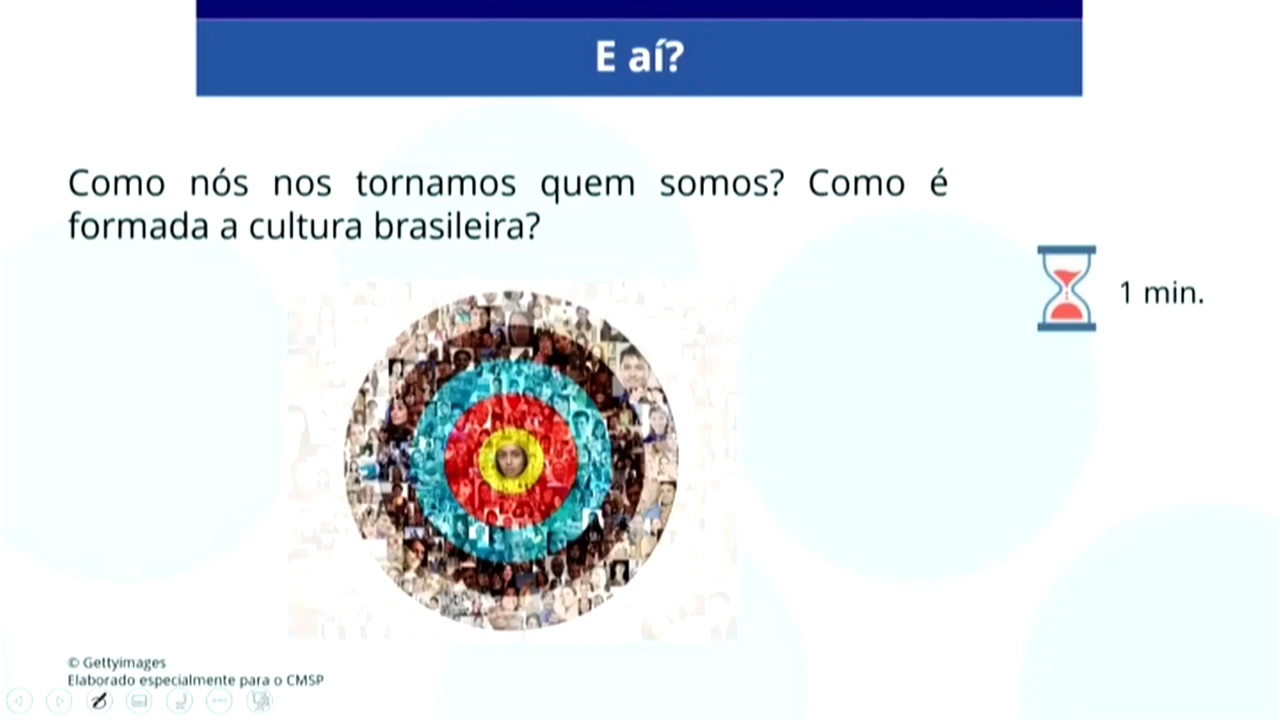 E aí?
Como nós nos tornamos quem somos? Como é
formada a cultura brasileira?
1 min.
© Gettyimages
Elaborado especialmente para o CMSP